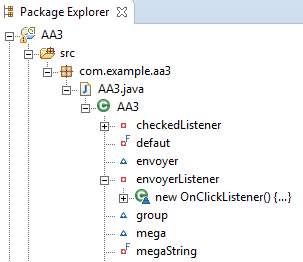 Package Explorer
AA3
src
com.example.aa3
AA3.java
AA3
checkedListener
defaut
envoyer
envoyerListener
new OnClickListener() {...}
group
mega
megaString